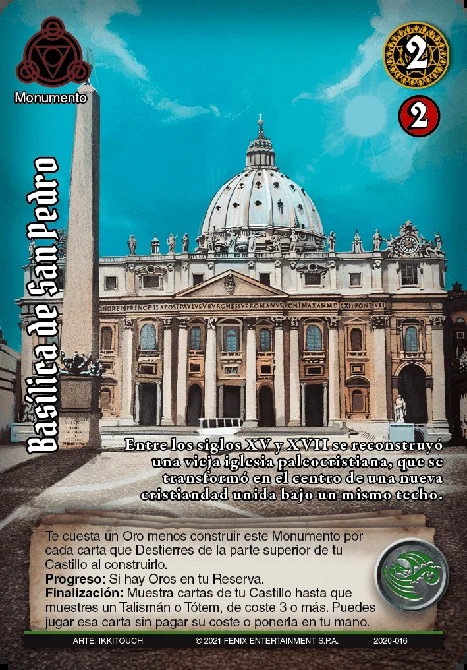 2
Monumento
2
Basílica de San Pedro
Entre los siglos XV y XVII se reconstruyó
una vieja iglesia paleocristiana, que se
transformó en el centro de una nueva
cristiandad unida bajo un mismo techo.
Te cuesta un Oro menos construir este Monumento por
cada carta que Destierres de la parte superior de tu
Castillo al construirlo.
Progreso: Si hay Oros en tu Reserva.
Finalización: Muestra cartas de tu Castillo hasta que
muestres un Talismán o Tótem, de coste 3 o más. Puedes
jugar esa carta sin pagar su coste o ponerla en tu mano.
ARTE: IKKITOUCH © 2021 FENIX ENTERTAINMENT S.P.A. 2020-016